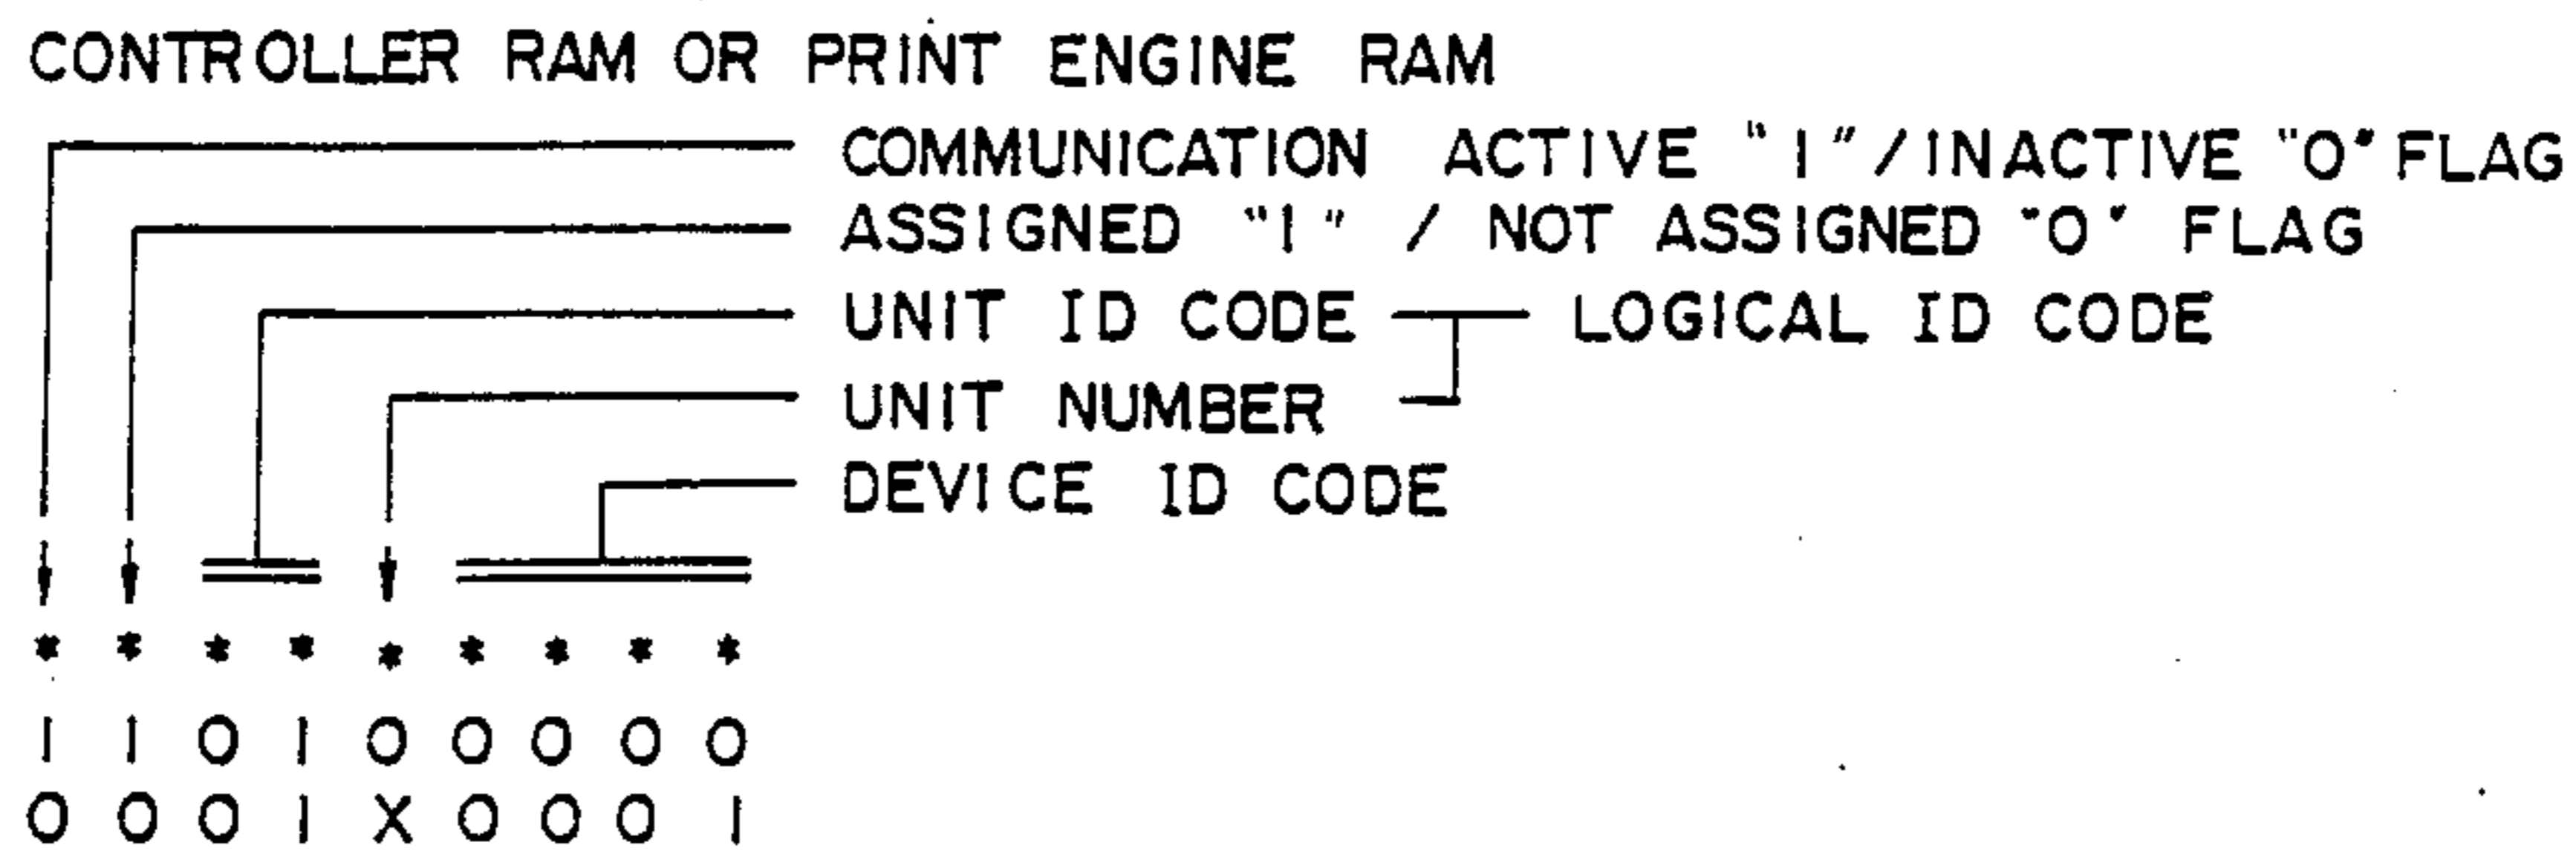 CONTROLLER RAM OR PRINT ENGINE RAM
COMMUNICATION ACTIVE "1"/INACTIVE "0" FLAG
ASSIGNED "1" / NOT ASSIGNED "0" FLAG
UNIT ID CODE LOGICAL ID CODE
UNIT NUMBER
DEVICE ID CODE
* * * * * * * * *
1 1 0 1 0 0 0 0 0
0 0 0 1 X 0 0 0 1